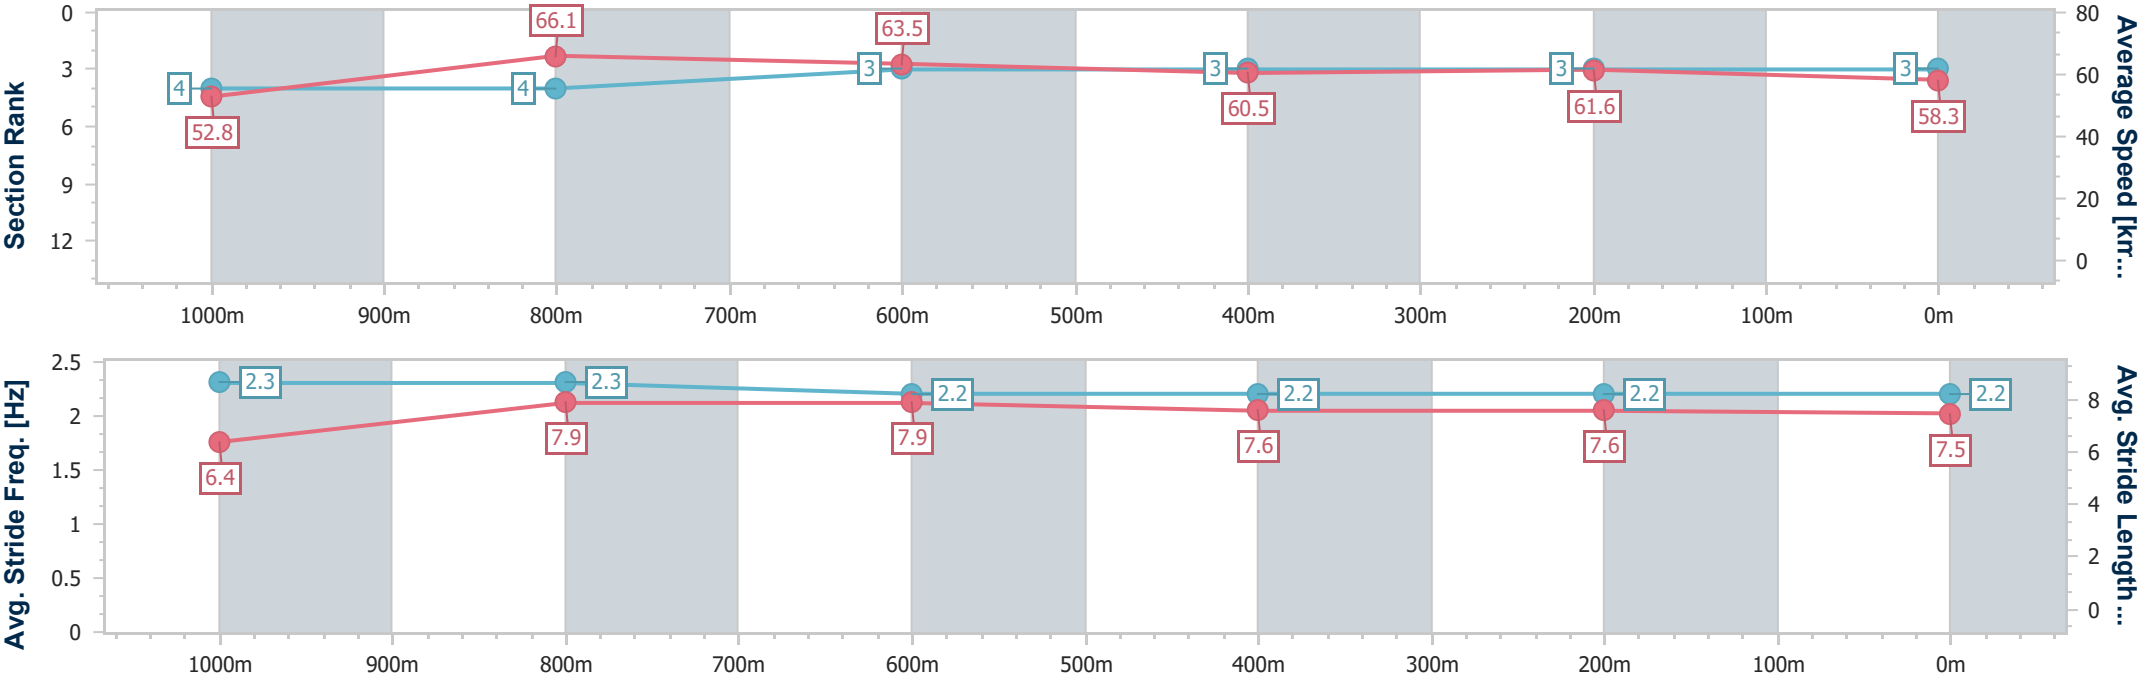 Section Rank
0
3
6
9
12
66.1
63.5
4
4
3
3
3
3
52.8
60.5
61.6
58.3
80
60
40
20
0
Average Speed [km...
1000m
900m
800m
700m
600m
500m
400m
300m
200m
100m
0m
Avg. Stride Freq. [Hz]
2.5
2
1.5
1
0.5
0
2.3
2.3
2.2
2.2
2.2
2.2
6.4
7.9
7.9
7.6
7.6
7.5
8
6
4
2
0
Avg. Stride Length...
1000m
900m
800m
700m
600m
500m
400m
300m
200m
100m
0m